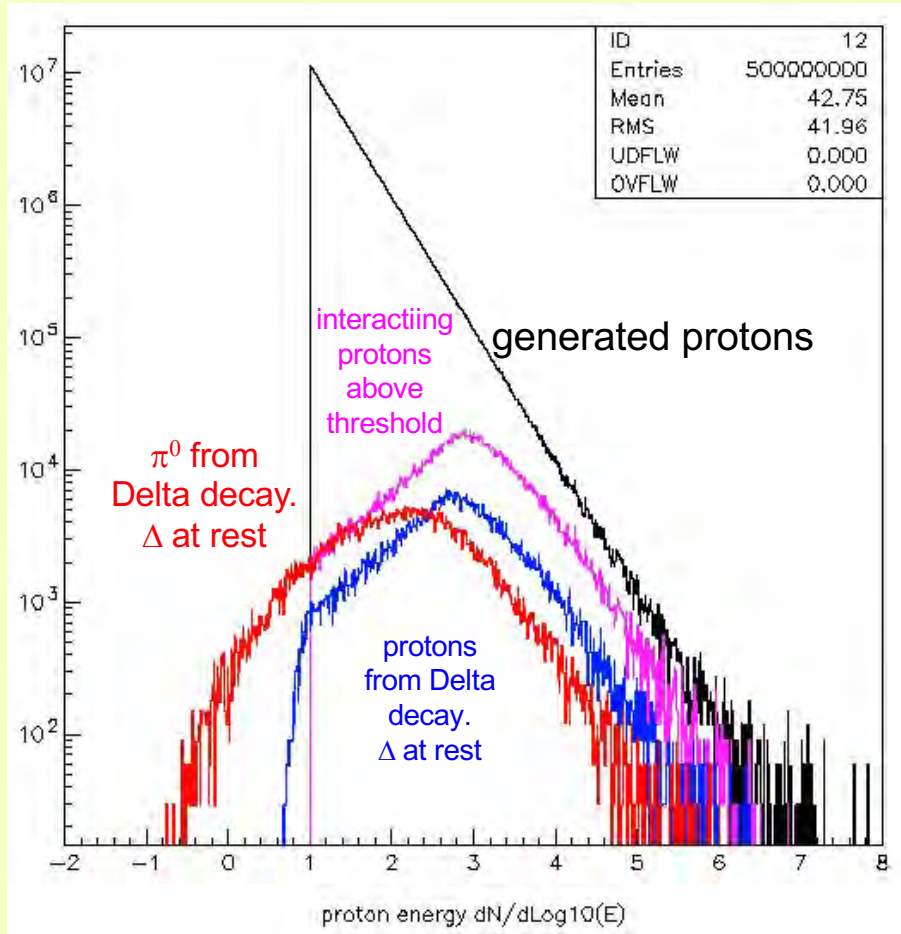 ID 12
Entries 500000000
Mean 42.75
RMS 41.96
UDFLW 0.000
OVFLW 0.000
10⁷
10⁶
10⁵
10⁴
10³
10²
interactiing
protons
above
threshold
generated protons
π⁰ from
Delta decay.
Δ at rest
protons
from Delta
decay.
Δ at rest
−2 −1 0 1 2 3 4 5 6 7 8
proton energy dN/dLog10(E)